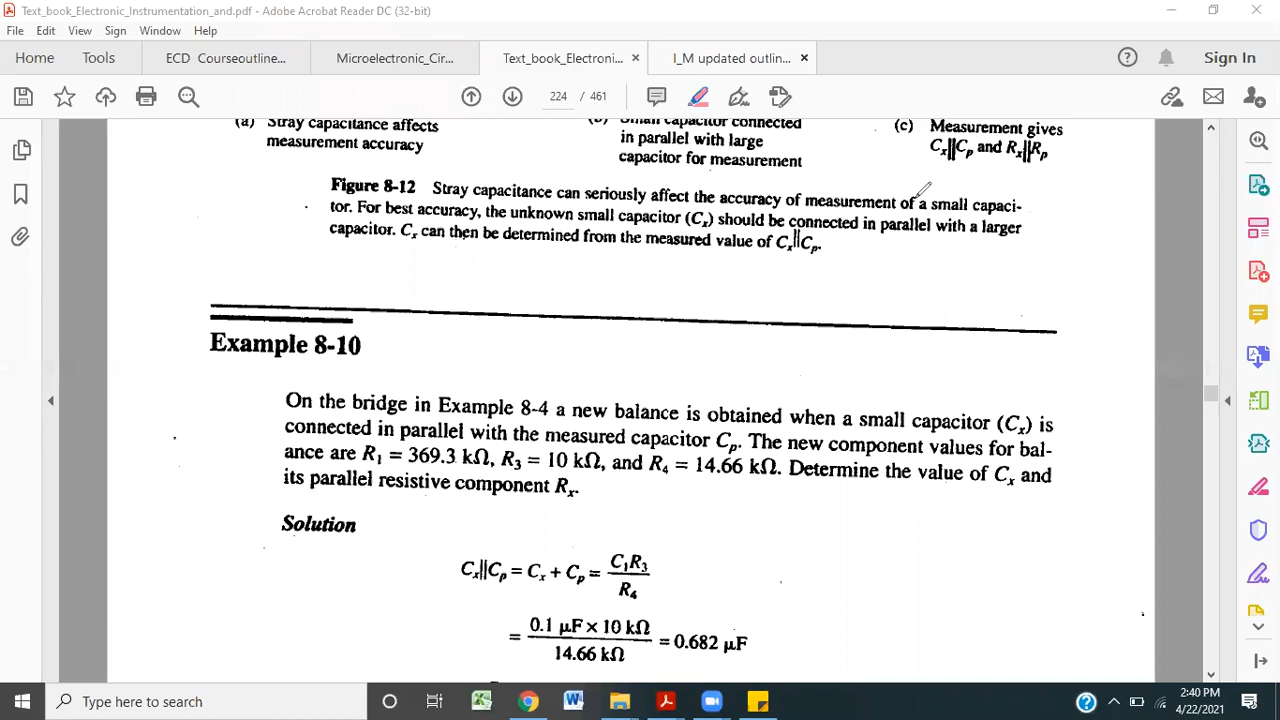 Text_book_Electronic_Instrumentation_and.pdf - Adobe Acrobat Reader DC (32-bit)
File Edit View Sign Window Help
Home Tools ECD Courseoutline... Microelectronic_Cir... Text_book_Electroni... × I_M updated outlin... × Sign In
224 / 461
(a) Stray capacitance affects
measurement accuracy
(b) Small capacitor connected
in parallel with large
capacitor for measurement
(c) Measurement gives
Cₓ||Cₚ and Rₓ||Rₚ
Figure 8-12 Stray capacitance can seriously affect the accuracy of measurement of a small capaci-
tor. For best accuracy, the unknown small capacitor (Cₓ) should be connected in parallel with a larger
capacitor. Cₓ can then be determined from the measured value of Cₓ||Cₚ.
Example 8-10
On the bridge in Example 8-4 a new balance is obtained when a small capacitor (Cₓ) is
connected in parallel with the measured capacitor Cₚ. The new component values for bal-
ance are R₁ = 369.3 kΩ, R₃ = 10 kΩ, and R₄ = 14.66 kΩ. Determine the value of Cₓ and
its parallel resistive component Rₓ.
Solution
Cₓ||Cₚ = Cₓ + Cₚ = C₁R₃ / R₄
= 0.1 μF × 10 kΩ / 14.66 kΩ = 0.682 μF
Type here to search
2:40 PM
4/22/2021